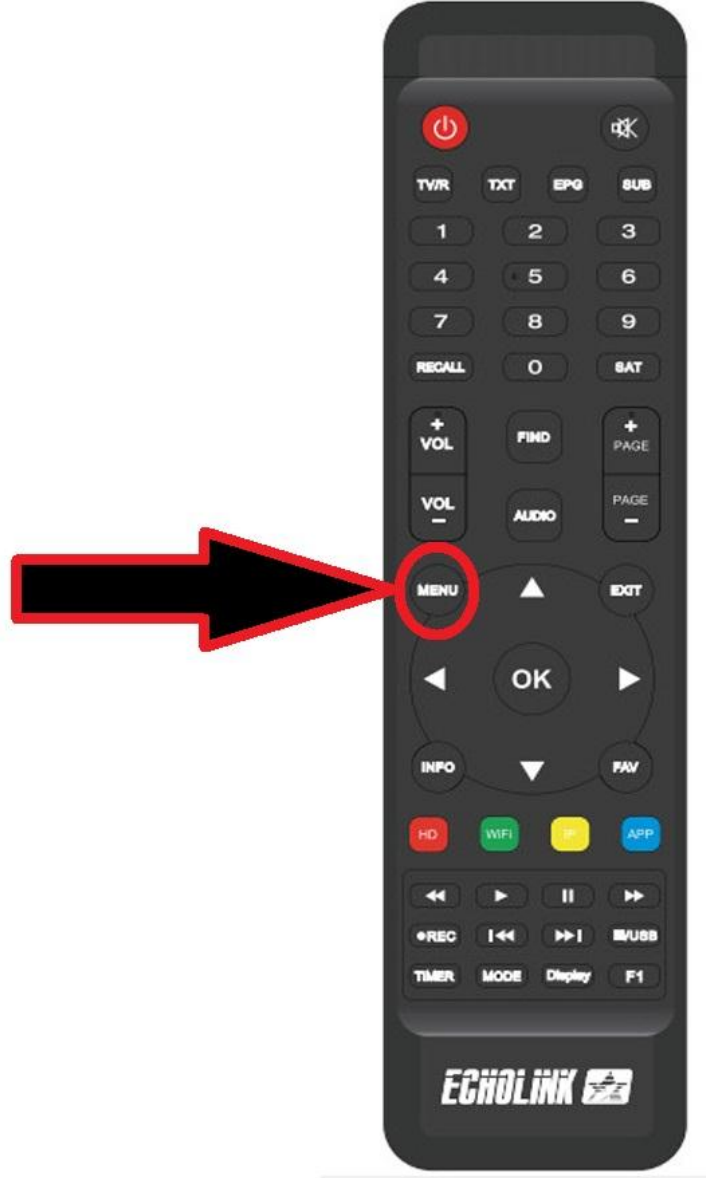 TV/R TXT EPG SUB
1 2 3
4 5 6
7 8 9
RECALL 0 SAT
+ +
VOL FIND PAGE
VOL AUDIO PAGE
- -
MENU EXIT
OK
INFO FAV
HD WiFi IP APP
REC /USB
TIMER MODE Display F1
ECHOLINK